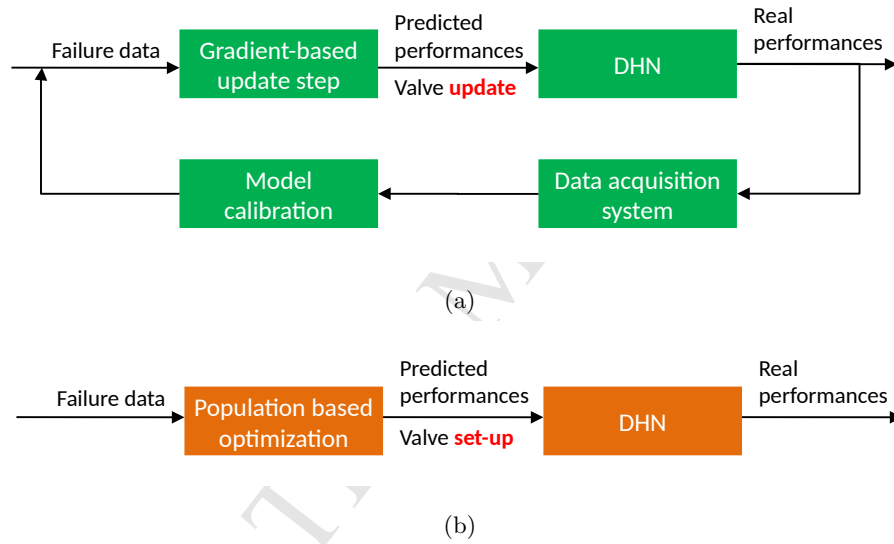 Failure data
Gradient-based
update step
Predicted
performances
Valve update
DHN
Real
performances
Model
calibration
Data acquisition
system
(a)
Failure data
Population based
optimization
Predicted
performances
Valve set-up
DHN
Real
performances
(b)